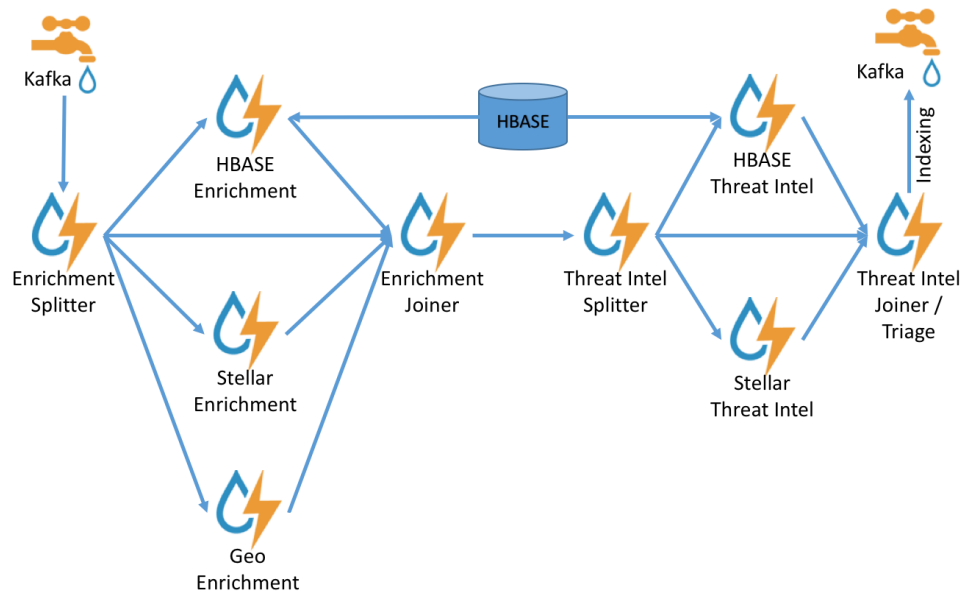 Kafka
Kafka
HBASE
HBASE
Enrichment
HBASE
Threat Intel
Indexing
Enrichment
Splitter
Enrichment
Joiner
Threat Intel
Splitter
Threat Intel
Joiner /
Triage
Stellar
Enrichment
Stellar
Threat Intel
Geo
Enrichment